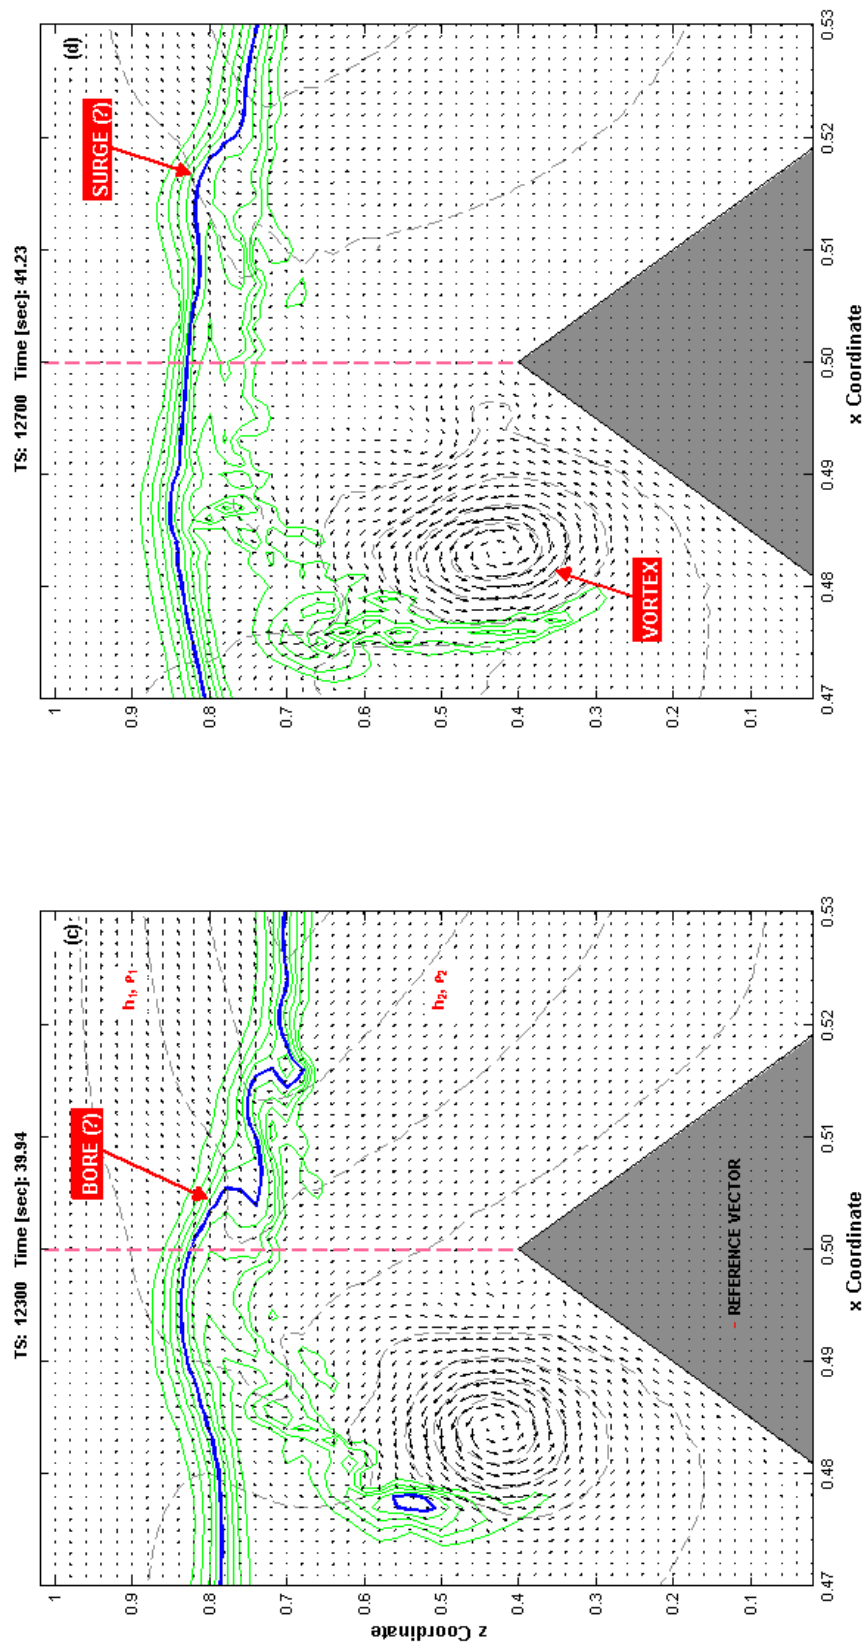 TS: 12300 Time [sec]: 39.94
(c)
BORE (?)
h1, ρ1
h2, ρ2
REFERENCE VECTOR
1
0.9
0.8
0.7
0.6
0.5
0.4
0.3
0.2
0.1
z Coordinate
0.47
0.48
0.49
0.50
0.51
0.52
0.53
x Coordinate
TS: 12700 Time [sec]: 41.23
(d)
SURGE (?)
VORTEX
1
0.9
0.8
0.7
0.6
0.5
0.4
0.3
0.2
0.1
0.47
0.48
0.49
0.50
0.51
0.52
0.53
x Coordinate